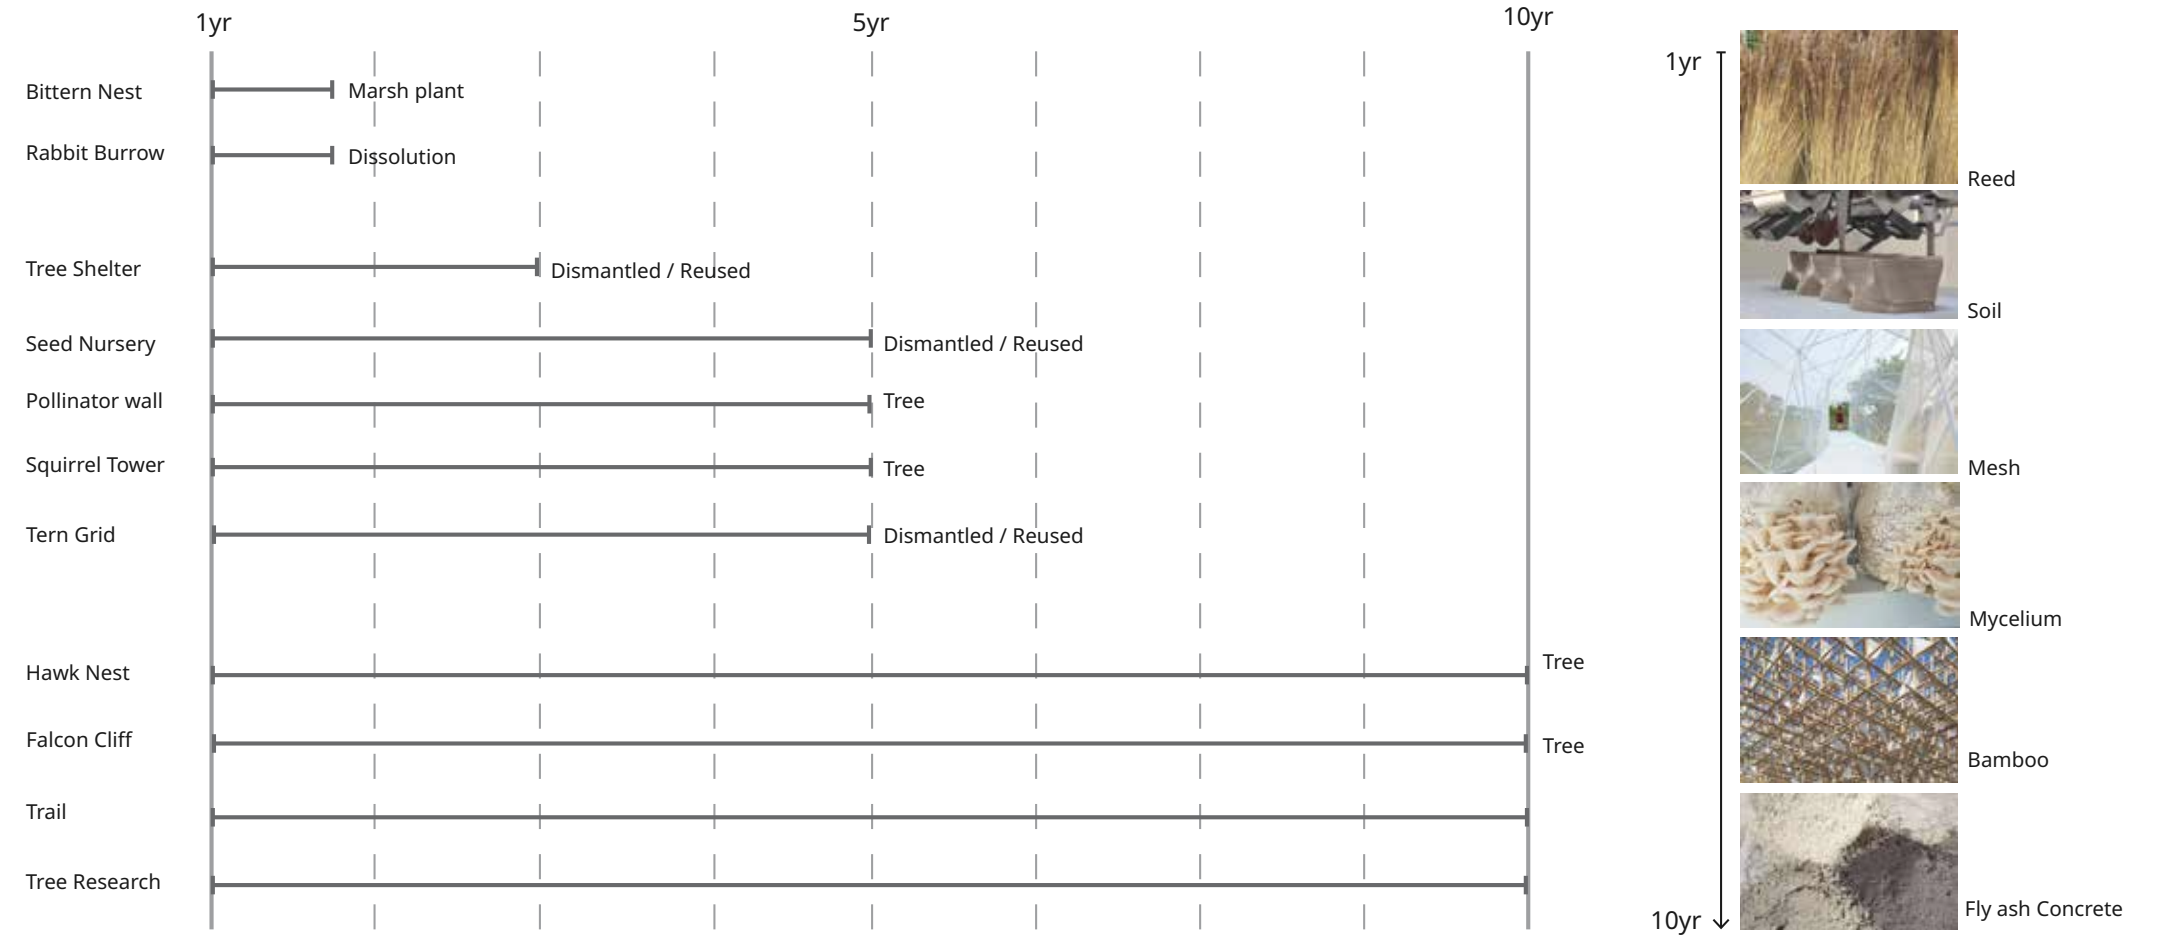 1yr
5yr
10yr
Bittern Nest
Marsh plant
Rabbit Burrow
Dissolution
Tree Shelter
Dismantled / Reused
Seed Nursery
Dismantled / Reused
Pollinator wall
Tree
Squirrel Tower
Tree
Tern Grid
Dismantled / Reused
Hawk Nest
Tree
Falcon Cliff
Tree
Trail
Tree Research
1yr
Reed
Soil
Mesh
Mycelium
Bamboo
Fly ash Concrete
10yr